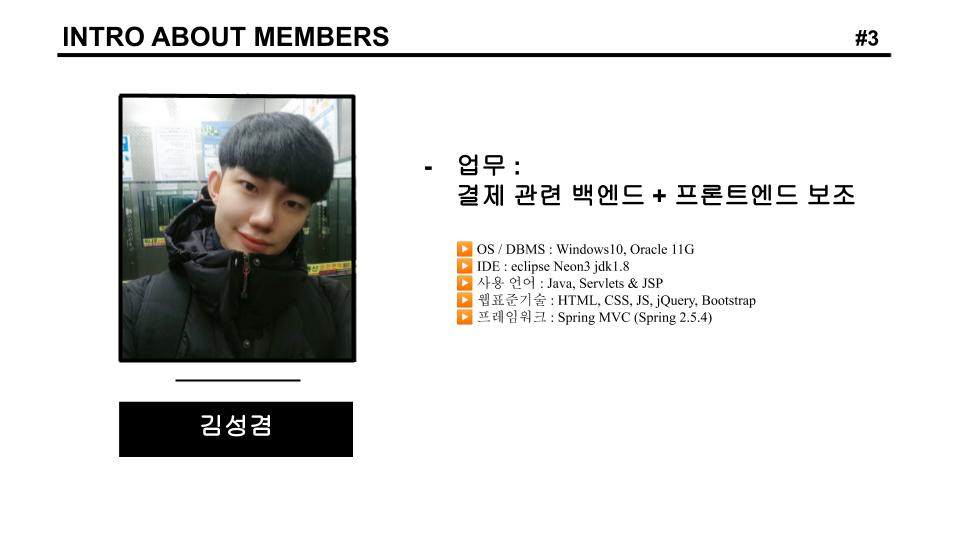 INTRO ABOUT MEMBERS
#3
- 업무 :
결제 관련 백엔드 + 프론트엔드 보조
▶ OS / DBMS : Windows10, Oracle 11G
▶ IDE : eclipse Neon3 jdk1.8
▶ 사용 언어 : Java, Servlets & JSP
▶ 웹표준기술 : HTML, CSS, JS, jQuery, Bootstrap
▶ 프레임워크 : Spring MVC (Spring 2.5.4)
김성겸